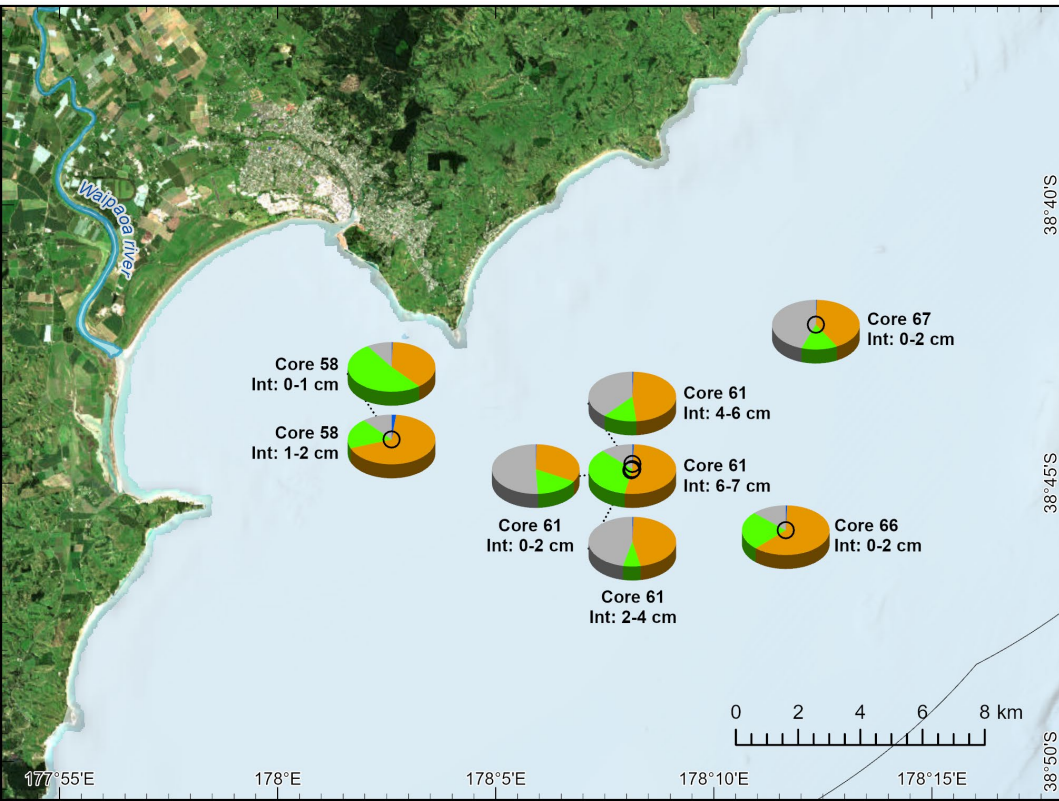 Waipaoa river
Core 67
Int: 0-2 cm
Core 58
Int: 0-1 cm
Core 61
Int: 4-6 cm
Core 58
Int: 1-2 cm
Core 61
Int: 6-7 cm
Core 61
Int: 0-2 cm
Core 66
Int: 0-2 cm
Core 61
Int: 2-4 cm
0 2 4 6 8 km
177°55'E 178°E 178°5'E 178°10'E 178°15'E
38°40'S
38°45'S
38°50'S